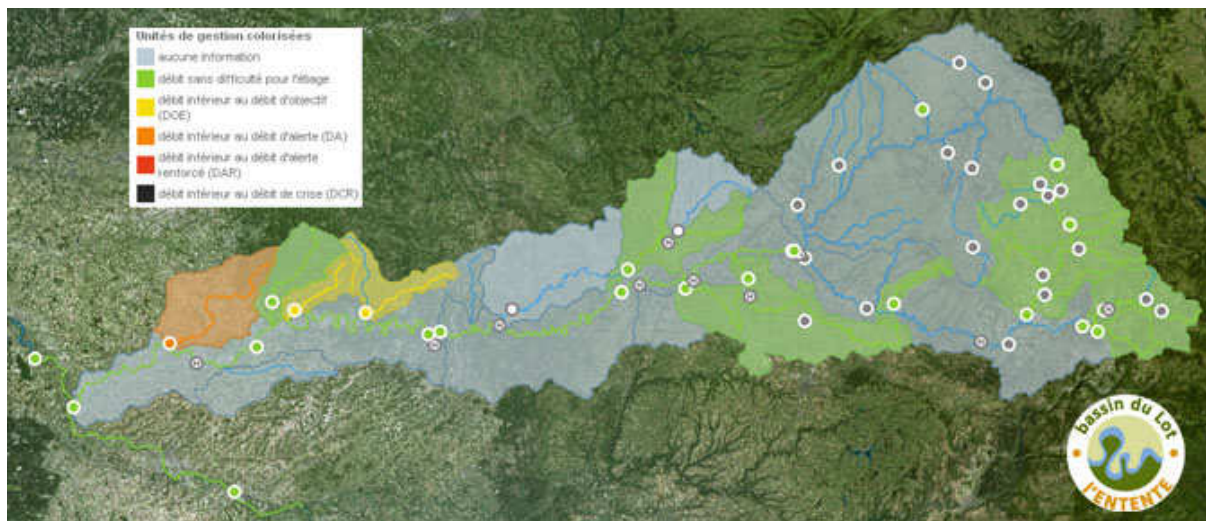 Unités de gestion colorisées
aucune information
débit sans difficulté pour l'étiage
débit inférieur au débit d'objectif
(DOE)
débit inférieur au débit d'alerte (DA)
débit inférieur au débit d'alerte
renforcé (DAR)
débit inférieur au débit de crise (DCR)
bassin du Lot
l'ENTENTE